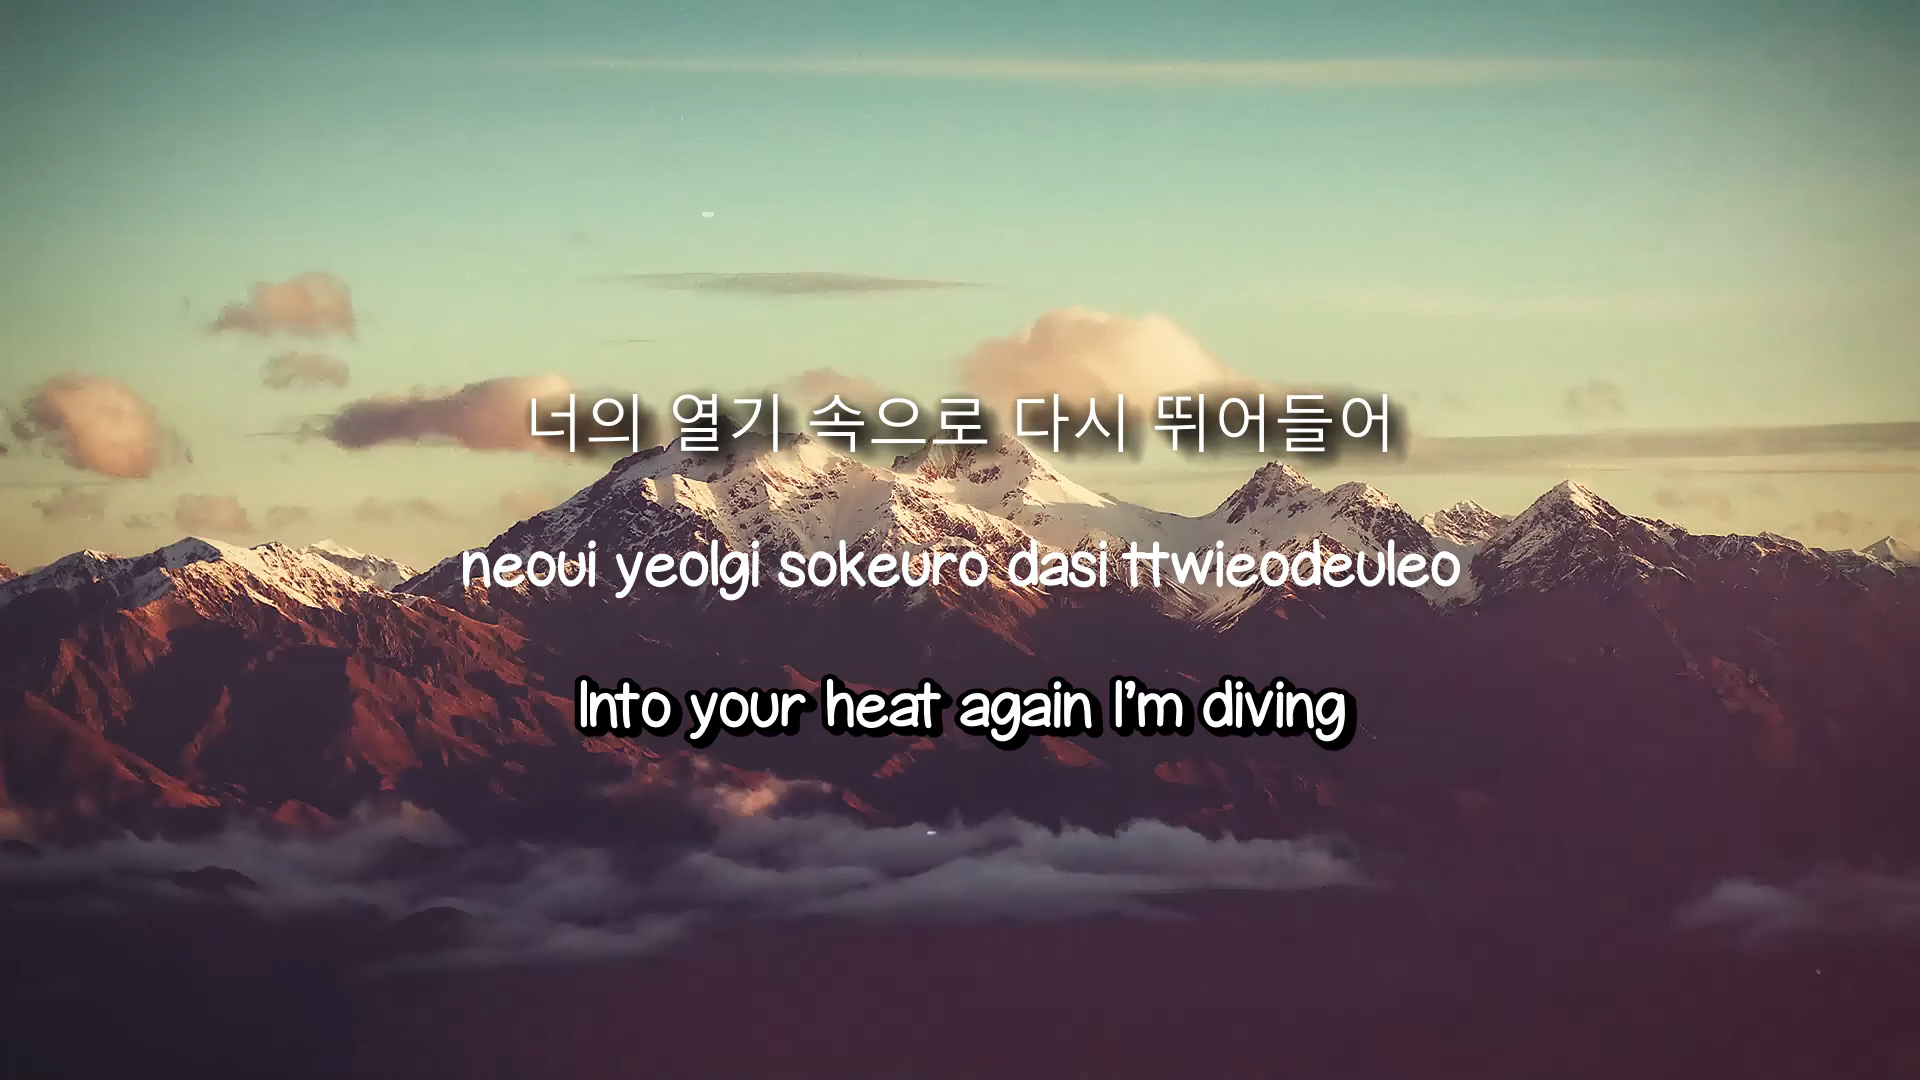 너의 열기 속으로 다시 뛰어들어
neoui yeolgi sokeuro dasi ttwieodeuleo
Into your heat again I'm diving